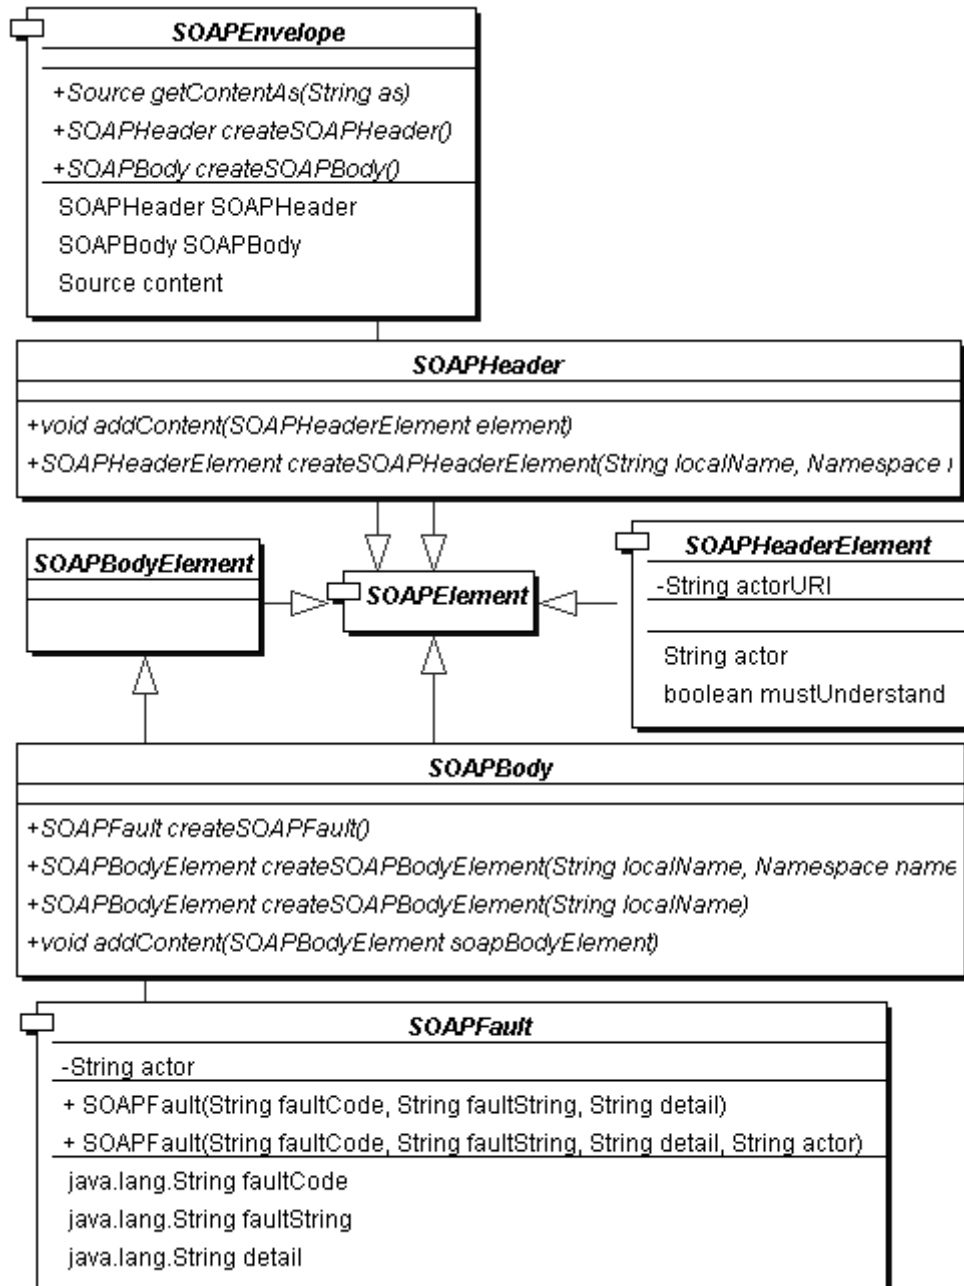 SOAPEnvelope
+Source getContentAs(String as)
+SOAPHeader createSOAPHeader()
+SOAPBody createSOAPBody()
SOAPHeader SOAPHeader
SOAPBody SOAPBody
Source content
SOAPHeader
+void addContent(SOAPHeaderElement element)
+SOAPHeaderElement createSOAPHeaderElement(String localName, Namespace
SOAPBodyElement
SOAPElement
SOAPHeaderElement
-String actorURI
String actor
boolean mustUnderstand
SOAPBody
+SOAPFault createSOAPFault()
+SOAPBodyElement createSOAPBodyElement(String localName, Namespace name
+SOAPBodyElement createSOAPBodyElement(String localName)
+void addContent(SOAPBodyElement soapBodyElement)
SOAPFault
-String actor
+ SOAPFault(String faultCode, String faultString, String detail)
+ SOAPFault(String faultCode, String faultString, String detail, String actor)
java.lang.String faultCode
java.lang.String faultString
java.lang.String detail